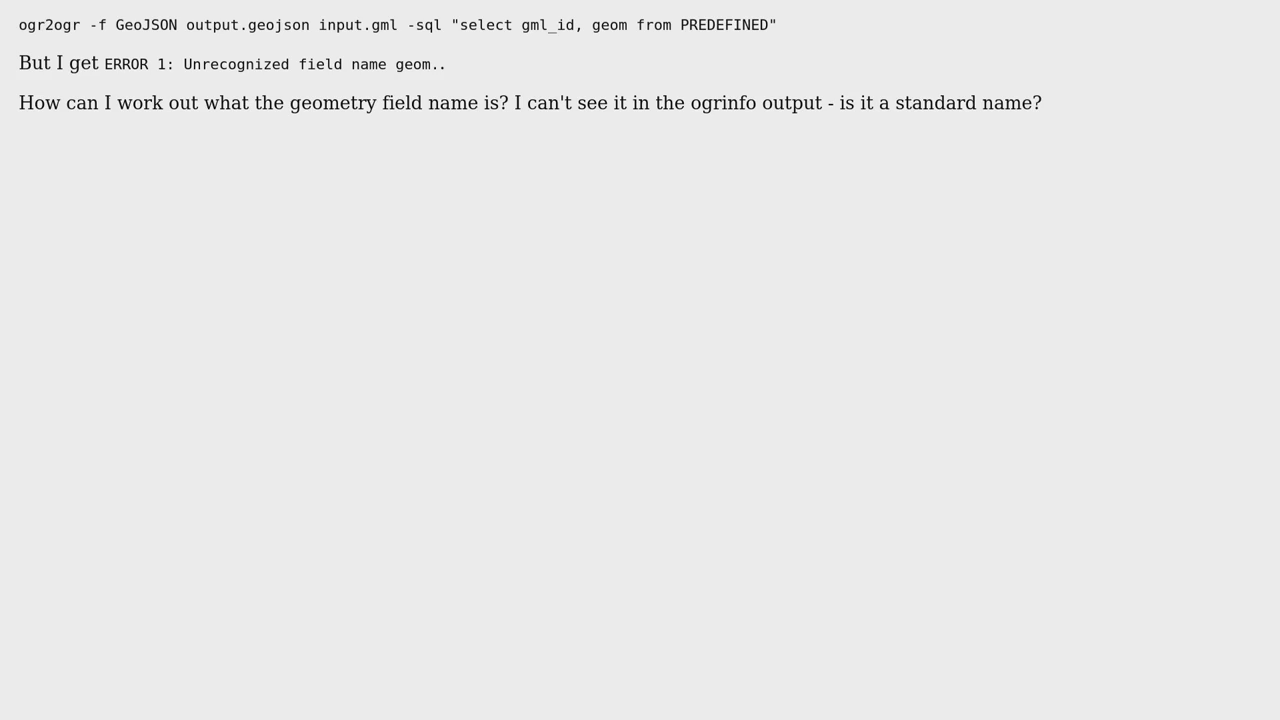 ogr2ogr -f GeoJSON output.geojson input.gml -sql "select gml_id, geom from PREDEFINED"
But I get ERROR 1: Unrecognized field name geom..
How can I work out what the geometry field name is? I can't see it in the ogrinfo output - is it a standard name?